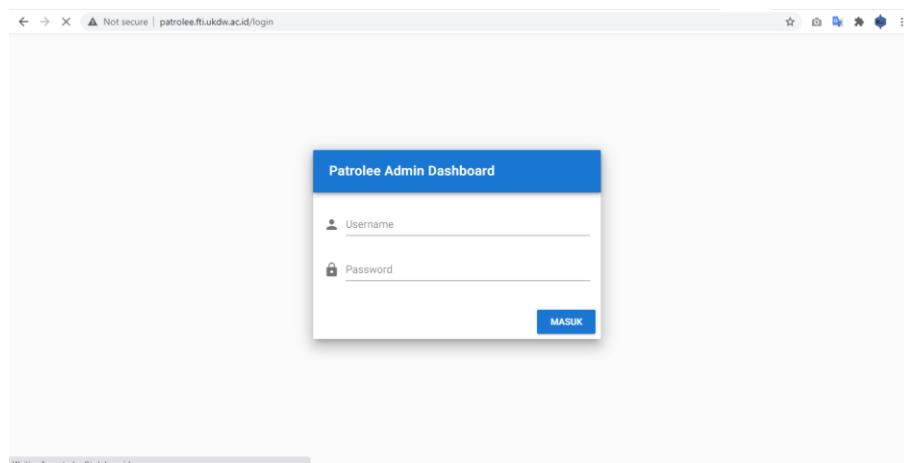 Not secure | patrolee.fti.ukdw.ac.id/login
Patrolee Admin Dashboard
Username
Password
MASUK